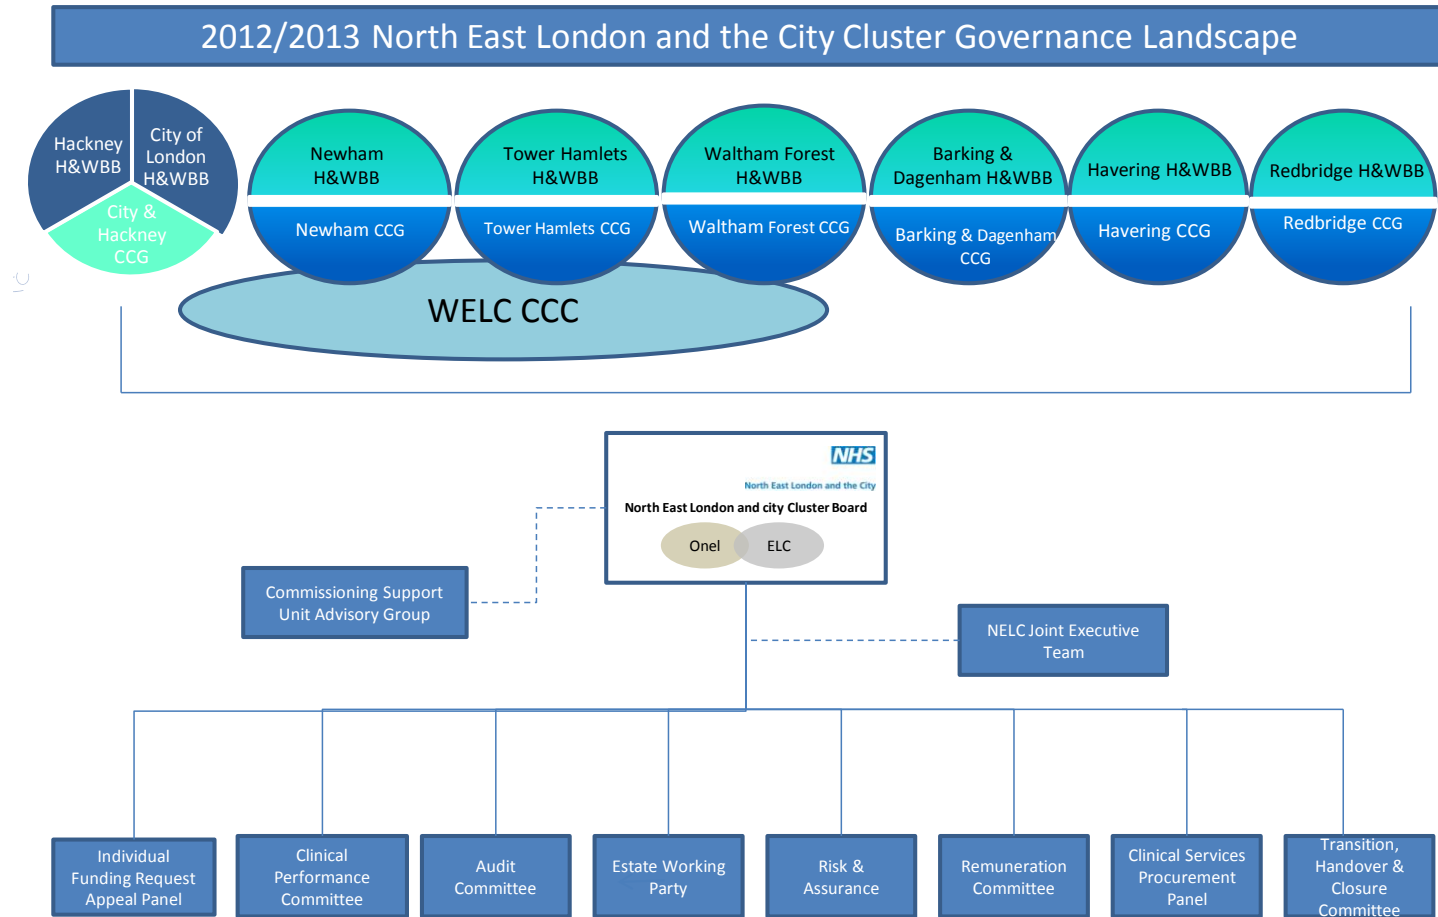 2012/2013 North East London and the City Cluster Governance Landscape
Hackney
H&WBB
City of
London
H&WBB
City &
Hackney
CCG
Newham
H&WBB
Newham CCG
Tower Hamlets
H&WBB
Tower Hamlets CCG
Waltham Forest
H&WBB
Waltham Forest CCG
Barking &
Dagenham H&WBB
Barking & Dagenham
CCG
Havering H&WBB
Havering CCG
Redbridge H&WBB
Redbridge CCG
WELC CCC
NHS
North East London and the City
North East London and city Cluster Board
Onel
ELC
Commissioning Support
Unit Advisory Group
NELC Joint Executive
Team
Individual
Funding Request
Appeal Panel
Clinical
Performance
Committee
Audit
Committee
Estate Working
Party
Risk &
Assurance
Remuneration
Committee
Clinical Services
Procurement
Panel
Transition,
Handover &
Closure
Committee